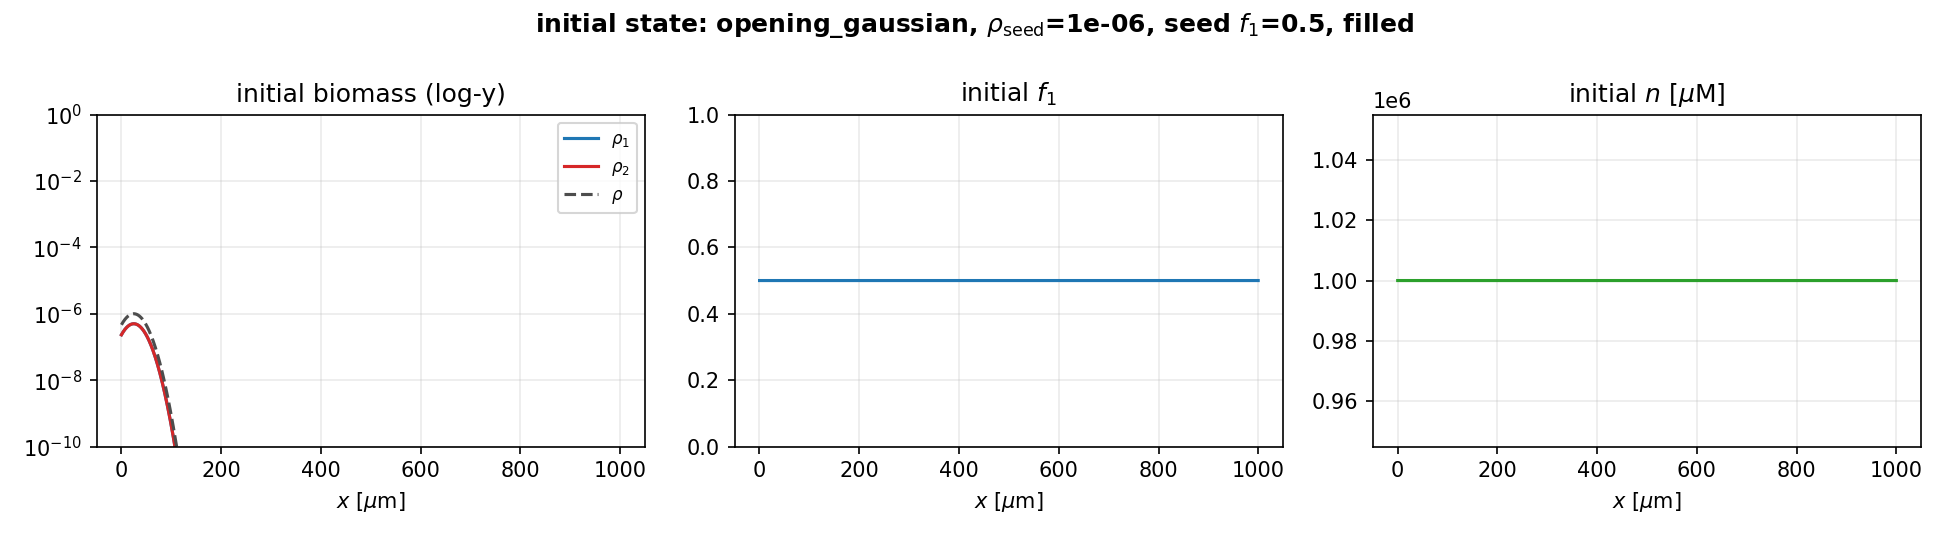 initial state: opening_gaussian, ρseed=1e-06, seed f₁=0.5, filled
initial biomass (log-y)
10⁰
10⁻²
10⁻⁴
10⁻⁶
10⁻⁸
10⁻¹⁰
0 200 400 600 800 1000
x [μm]
ρ₁
ρ₂
ρ
initial f₁
1.0
0.8
0.6
0.4
0.2
0.0
0 200 400 600 800 1000
x [μm]
initial n [μM]
1e6
1.04
1.02
1.00
0.98
0.96
0 200 400 600 800 1000
x [μm]